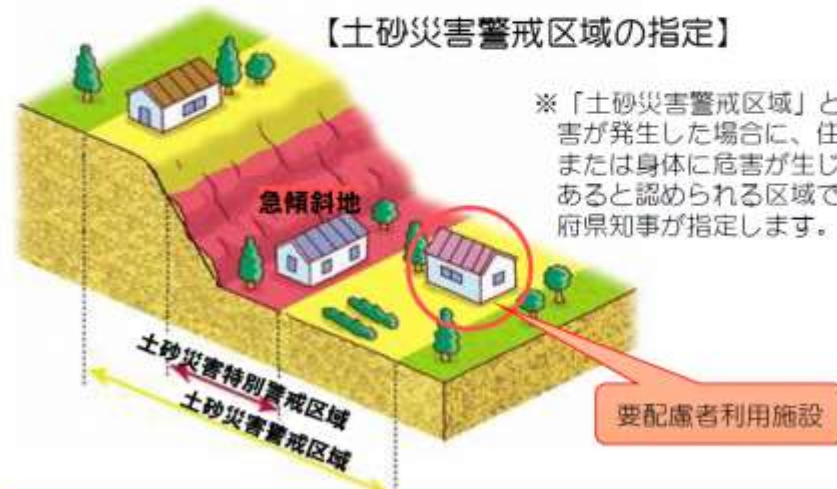 【土砂災害警戒区域の指定】
※「土砂災害警戒区域」と
害が発生した場合に、住
または身体に危害が生じ
あると認められる区域で
府県知事が指定します。
急傾斜地
土砂災害特別警戒区域
土砂災害警戒区域
要配慮者利用施設